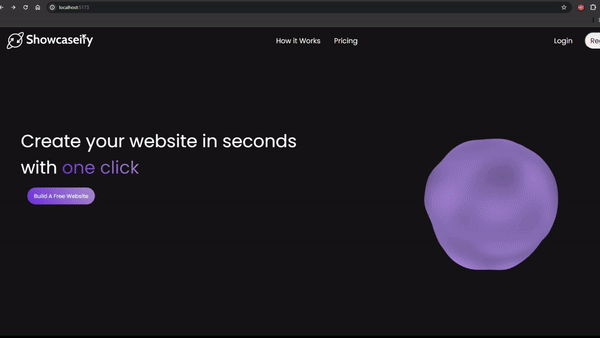 localhost:5173
Showcaseify
How it Works
Pricing
Login
Re
Create your website in seconds
with one click
Build A Free Website